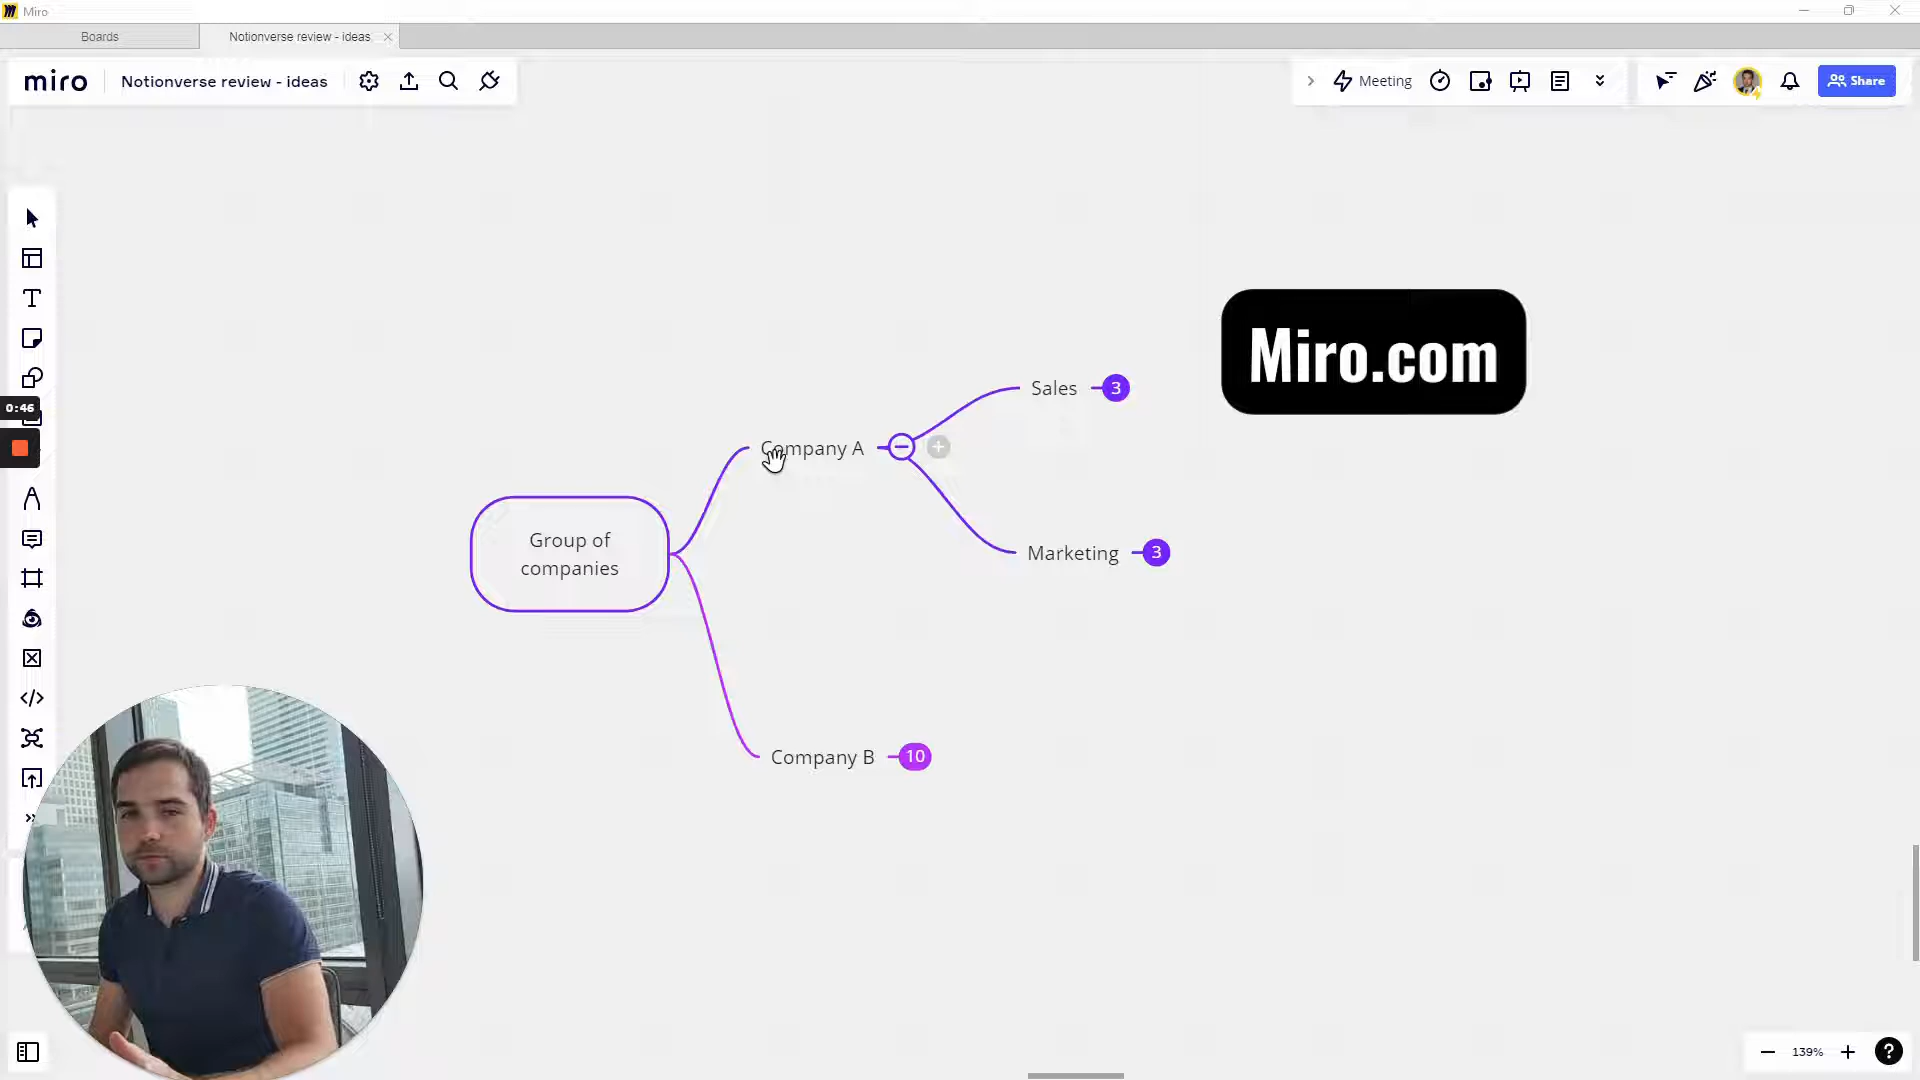 Miro
Boards
Notionverse review - ideas
miro
Notionverse review - ideas
Meeting
Share
Miro.com
Sales
3
0:46
Company A
Group of
companies
Marketing
3
Company B
10
139%
?